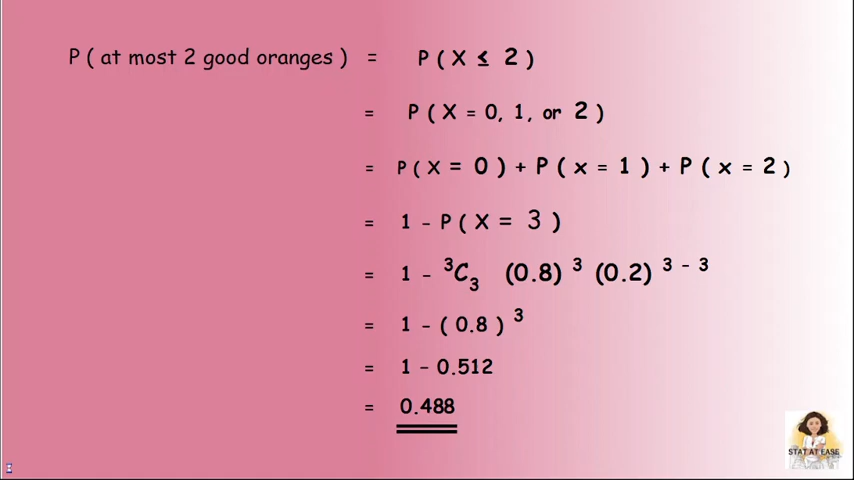 P ( at most 2 good oranges ) = P ( X ≤ 2 )
= P ( X = 0, 1, or 2 )
= P ( X = 0 ) + P ( x = 1 ) + P ( x = 2 )
= 1 - P ( X = 3 )
= 1 - ³C₃ (0.8) ³ (0.2) ³ ⁻ ³
= 1 - ( 0.8 ) ³
= 1 - 0.512
= 0.488
STAT AT EASE